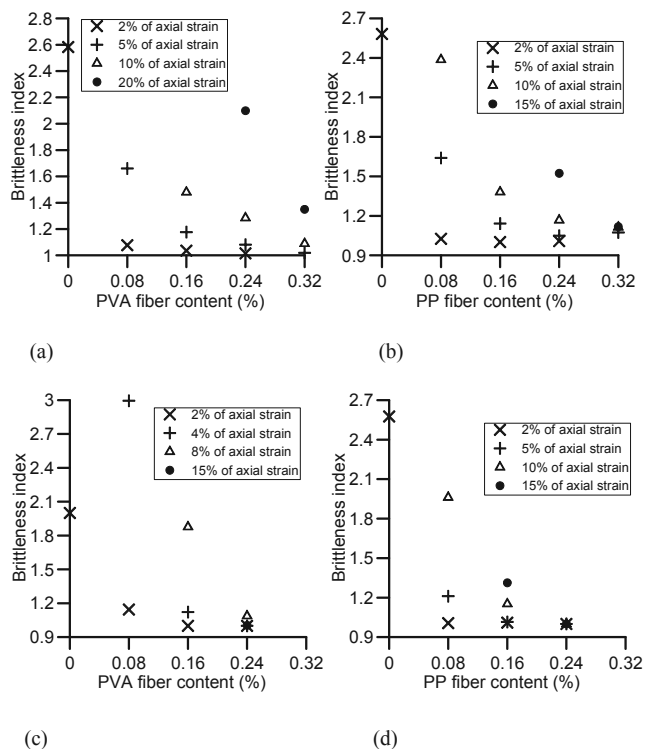 2.8
2.6
2.4
2.2
2
1.8
1.6
1.4
1.2
1
Brittleness index
2% of axial strain
5% of axial strain
10% of axial strain
20% of axial strain
0 0.08 0.16 0.24 0.32
PVA fiber content (%)
(a)
2.7
2.4
2.1
1.8
1.5
1.2
0.9
Brittleness index
2% of axial strain
5% of axial strain
10% of axial strain
15% of axial strain
0 0.08 0.16 0.24 0.32
PP fiber content (%)
(b)
3
2.7
2.4
2.1
1.8
1.5
1.2
0.9
Brittleness index
2% of axial strain
4% of axial strain
8% of axial strain
15% of axial strain
0 0.08 0.16 0.24 0.32
PVA fiber content (%)
(c)
2.7
2.4
2.1
1.8
1.5
1.2
0.9
Brittleness index
2% of axial strain
5% of axial strain
10% of axial strain
15% of axial strain
0 0.08 0.16 0.24 0.32
PP fiber content (%)
(d)